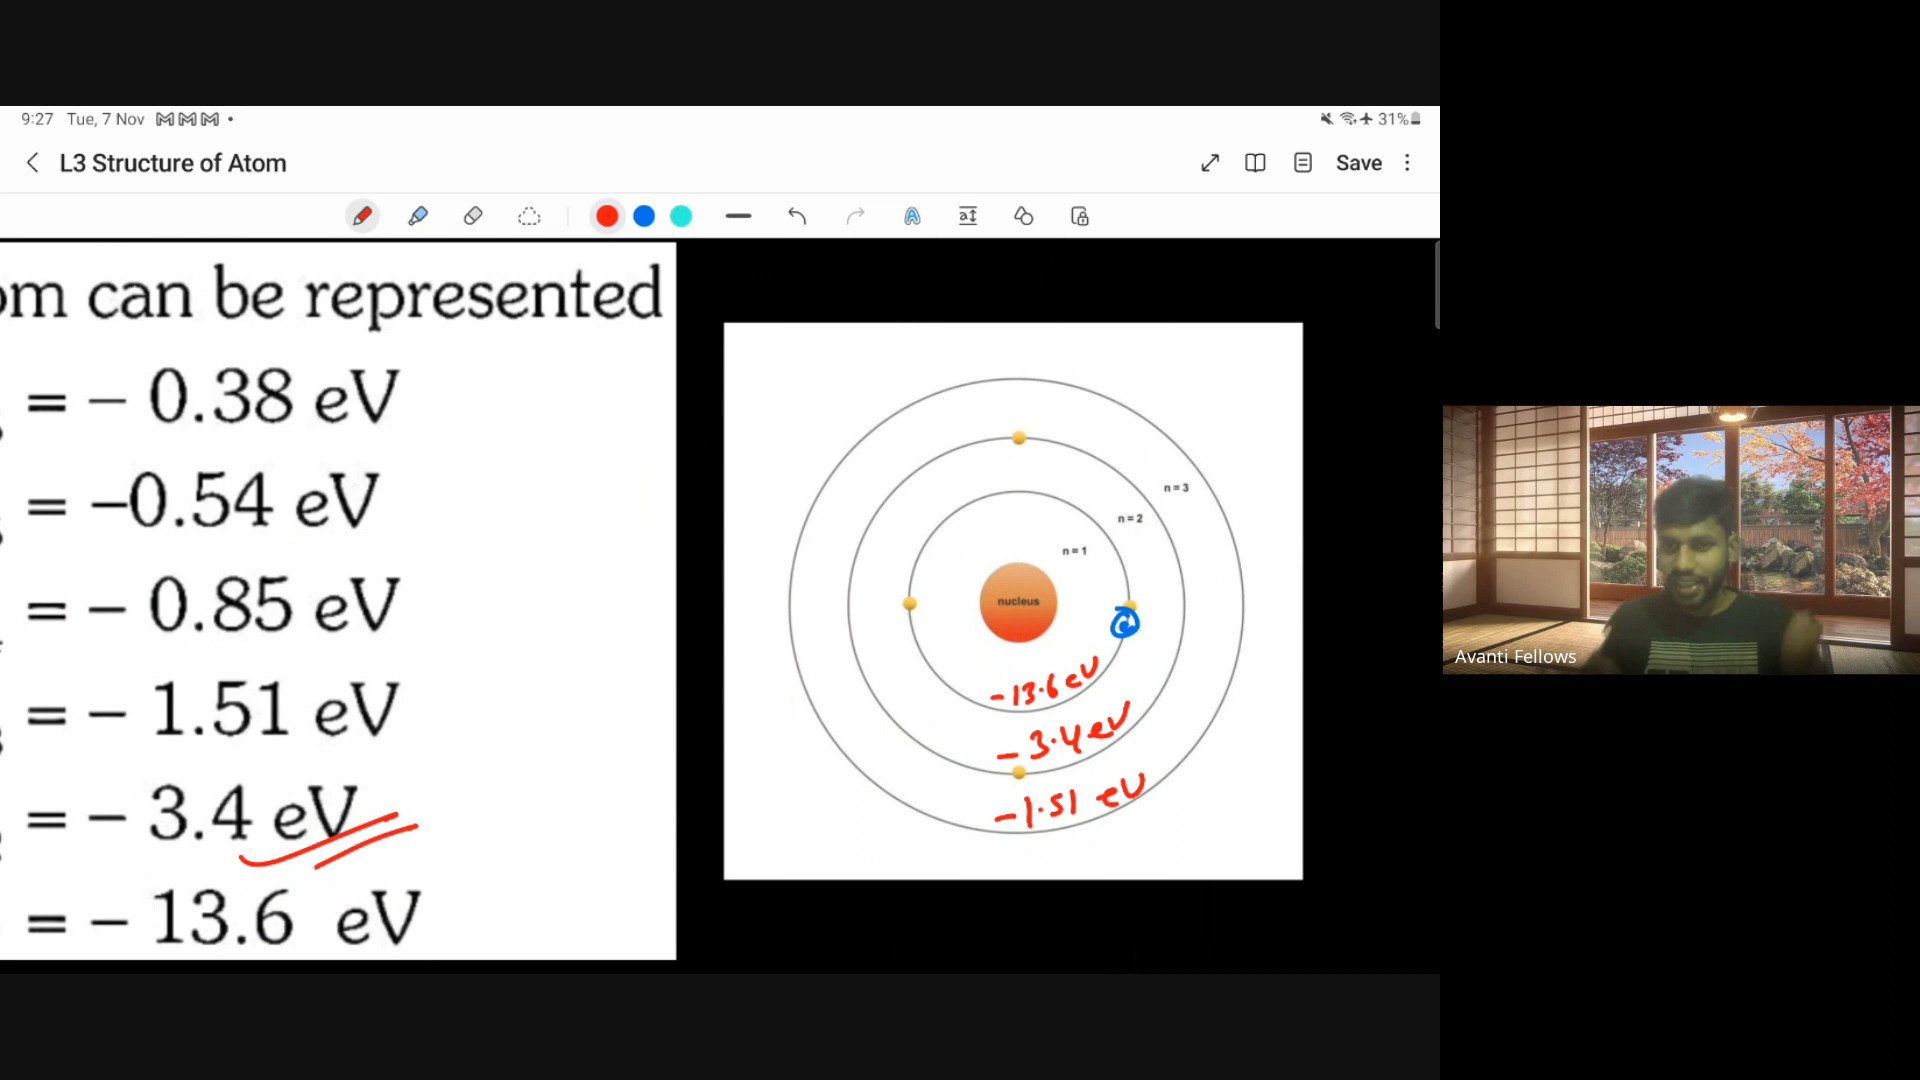 9:27 Tue, 7 Nov
31%
L3 Structure of Atom
Save
can be represented
= – 0.38 eV
= –0.54 eV
= – 0.85 eV
= – 1.51 eV
= – 3.4 eV
= – 13.6 eV
n=3
n=2
n=1
nucleus
-13.6 eV
-3.4 eV
-1.51 eV
Avanti Fellows